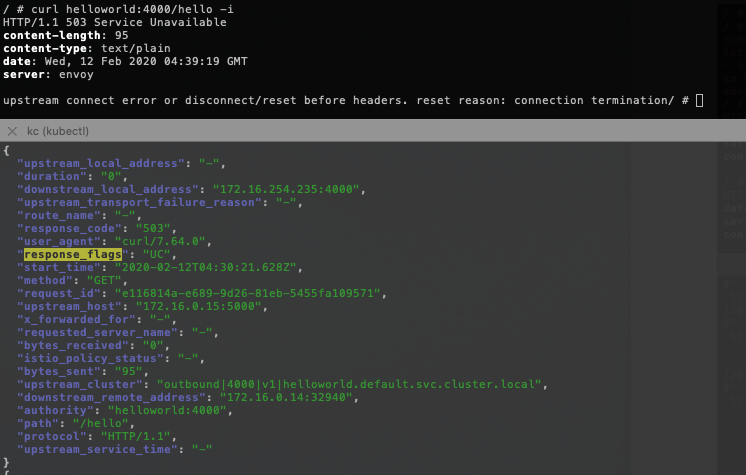 / # curl helloworld:4000/hello -i
HTTP/1.1 503 Service Unavailable
content-length: 95
content-type: text/plain
date: Wed, 12 Feb 2020 04:39:19 GMT
server: envoy
upstream connect error or disconnect/reset before headers. reset reason: connection termination/ #
kc (kubectl)
{
"upstream_local_address": "-",
"duration": "0",
"downstream_local_address": "172.16.254.235:4000",
"upstream_transport_failure_reason": "-",
"route_name": "-",
"response_code": "503",
"user_agent": "curl/7.64.0",
"response_flags": "UC",
"start_time": "2020-02-12T04:30:21.628Z",
"method": "GET",
"request_id": "e116814a-e689-9d26-81eb-5455fa109571",
"upstream_host": "172.16.0.15:5000",
"x_forwarded_for": "-",
"requested_server_name": "-",
"bytes_received": "0",
"istio_policy_status": "-",
"bytes_sent": "95",
"upstream_cluster": "outbound|4000|v1|helloworld.default.svc.cluster.local",
"downstream_remote_address": "172.16.0.14:32940",
"authority": "helloworld:4000",
"path": "/hello",
"protocol": "HTTP/1.1",
"upstream_service_time": "-"
}
{